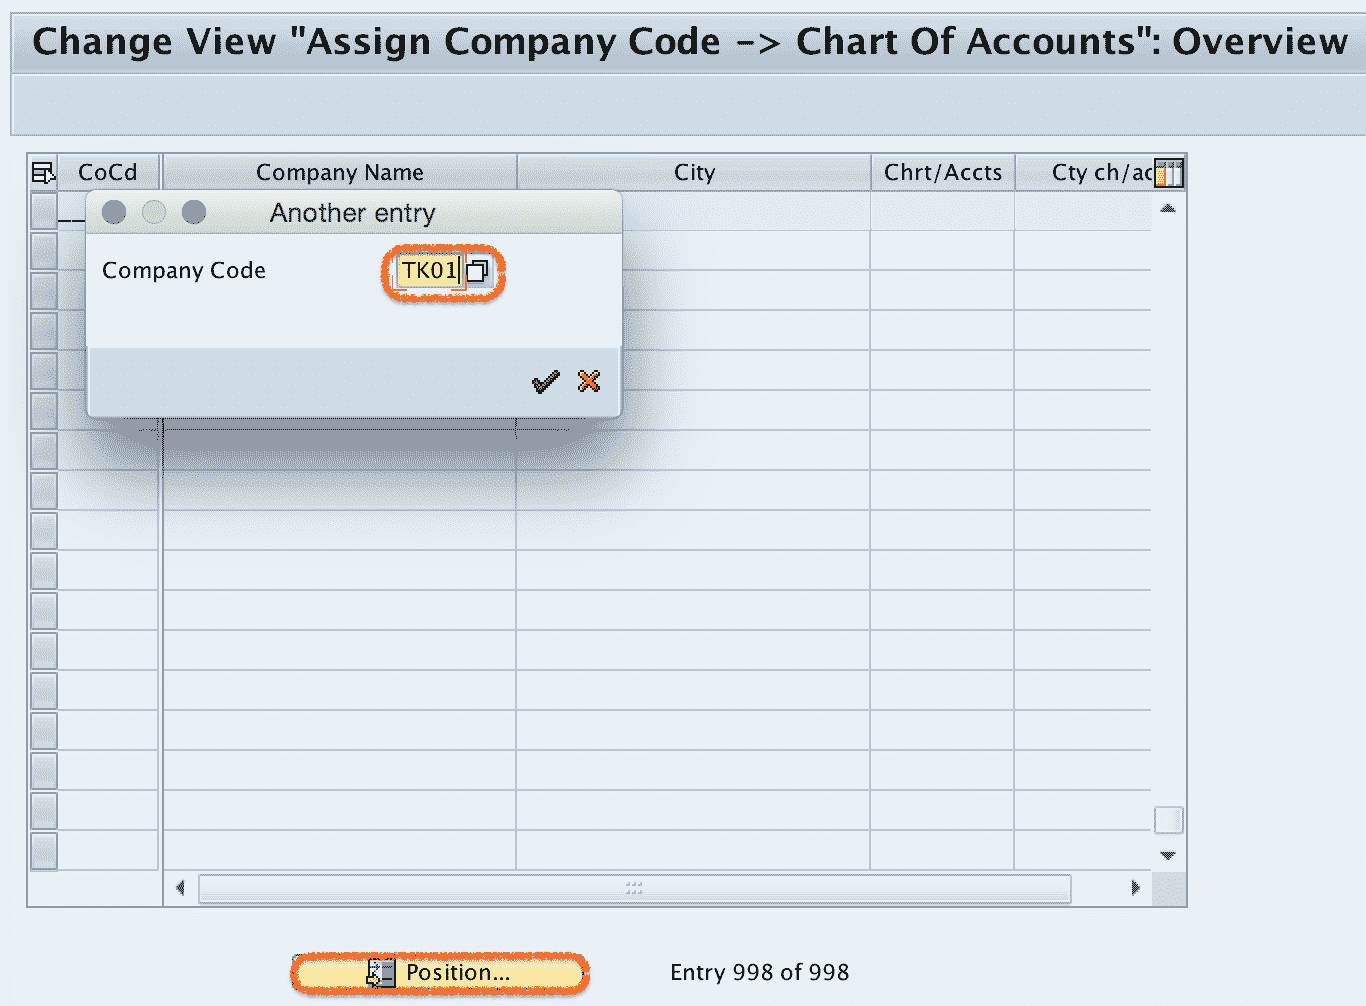 Change View "Assign Company Code -> Chart Of Accounts": Overview
CoCd Company Name City Chrt/Accts Cty ch/ac
Another entry
Company Code TK01
Position... Entry 998 of 998